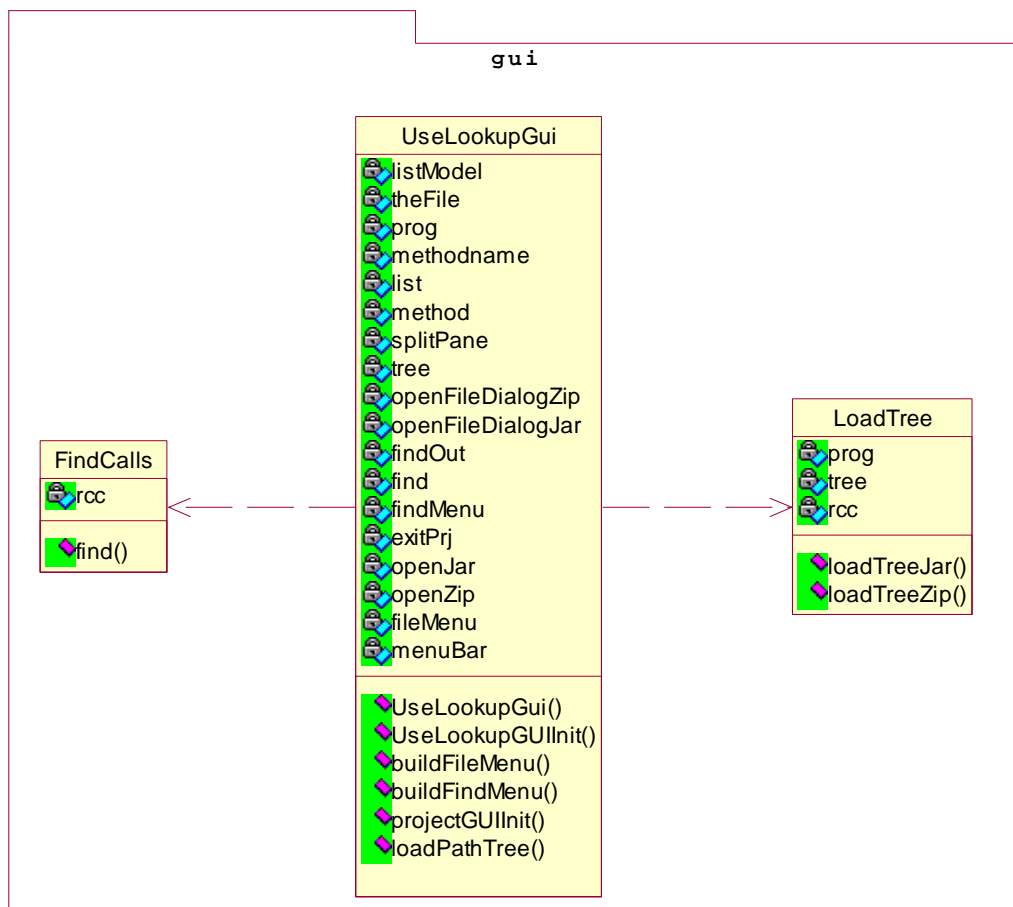 gui
UseLookupGui
listModel
theFile
prog
methodname
list
method
splitPane
tree
openFileDialogZip
openFileDialogJar
findOut
find
findMenu
exitPrj
openJar
openZip
fileMenu
menuBar
UseLookupGui()
UseLookupGUIInit()
buildFileMenu()
buildFindMenu()
projectGUIInit()
loadPathTree()
FindCalls
rcc
find()
LoadTree
prog
tree
rcc
loadTreeJar()
loadTreeZip()